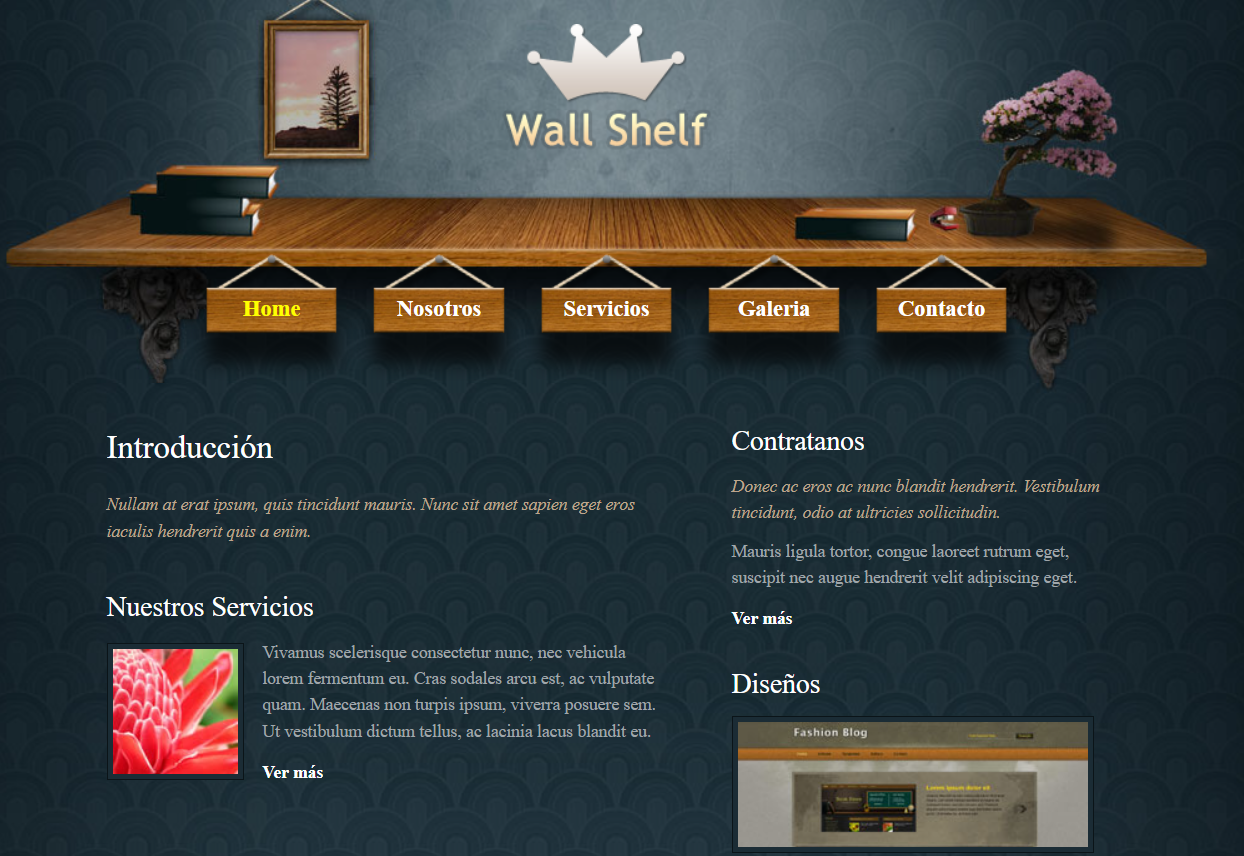 Wall Shelf
Home
Nosotros
Servicios
Galeria
Contacto
Introducción
Nullam at erat ipsum, quis tincidunt mauris. Nunc sit amet sapien eget eros
iaculis hendrerit quis a enim.
Nuestros Servicios
Vivamus scelerisque consectetur nunc, nec vehicula
lorem fermentum eu. Cras sodales arcu est, ac vulputate
quam. Maecenas non turpis ipsum, viverra posuere sem.
Ut vestibulum dictum tellus, ac lacinia lacus blandit eu.
Ver más
Contratanos
Donec ac eros ac nunc blandit hendrerit. Vestibulum
tincidunt, odio at ultricies sollicitudin.
Mauris ligula tortor, congue laoreet rutrum eget,
suscipit nec augue hendrerit velit adipiscing eget.
Ver más
Diseños
Fashion Blog
Lorem ipsum dolor sit